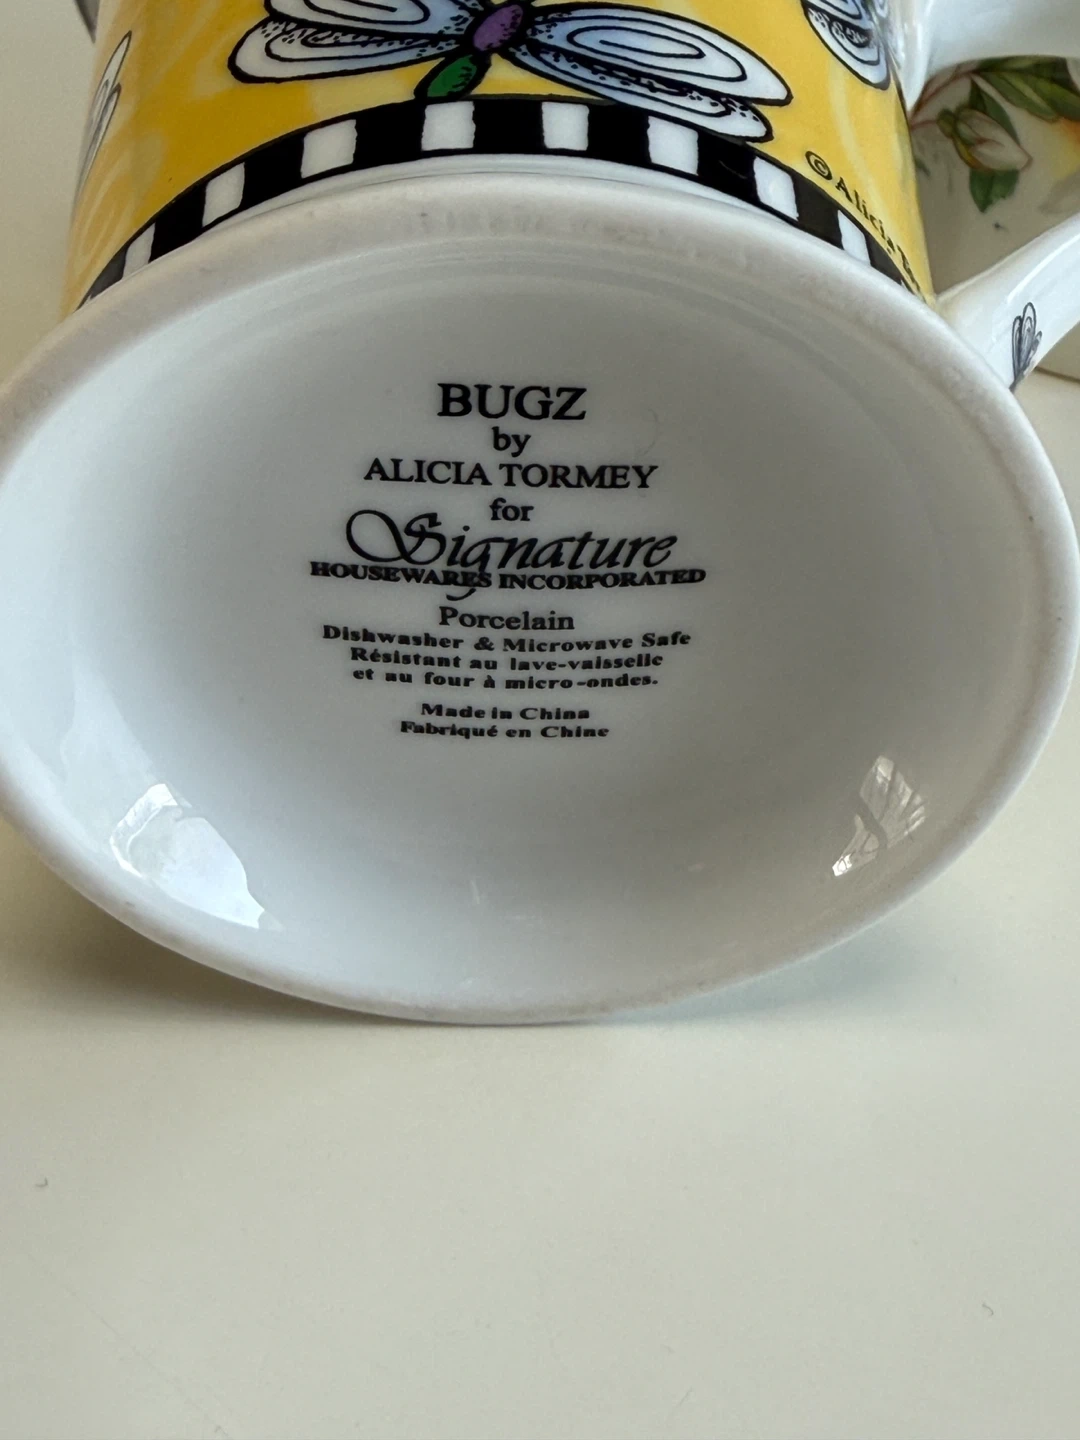 © Alicia
BUGZ
by
ALICIA TORMEY
for
Signature
HOUSEWARES INCORPORATED
Porcelain
Dishwasher & Microwave Safe
Résistant au lave-vaisselle
et au four à micro-ondes.
Made in China
Fabriqué en Chine